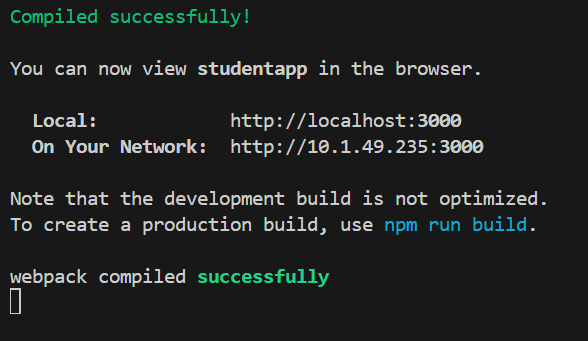 Compiled successfully!
You can now view studentapp in the browser.
Local: http://localhost:3000
On Your Network: http://10.1.49.235:3000
Note that the development build is not optimized.
To create a production build, use npm run build.
webpack compiled successfully